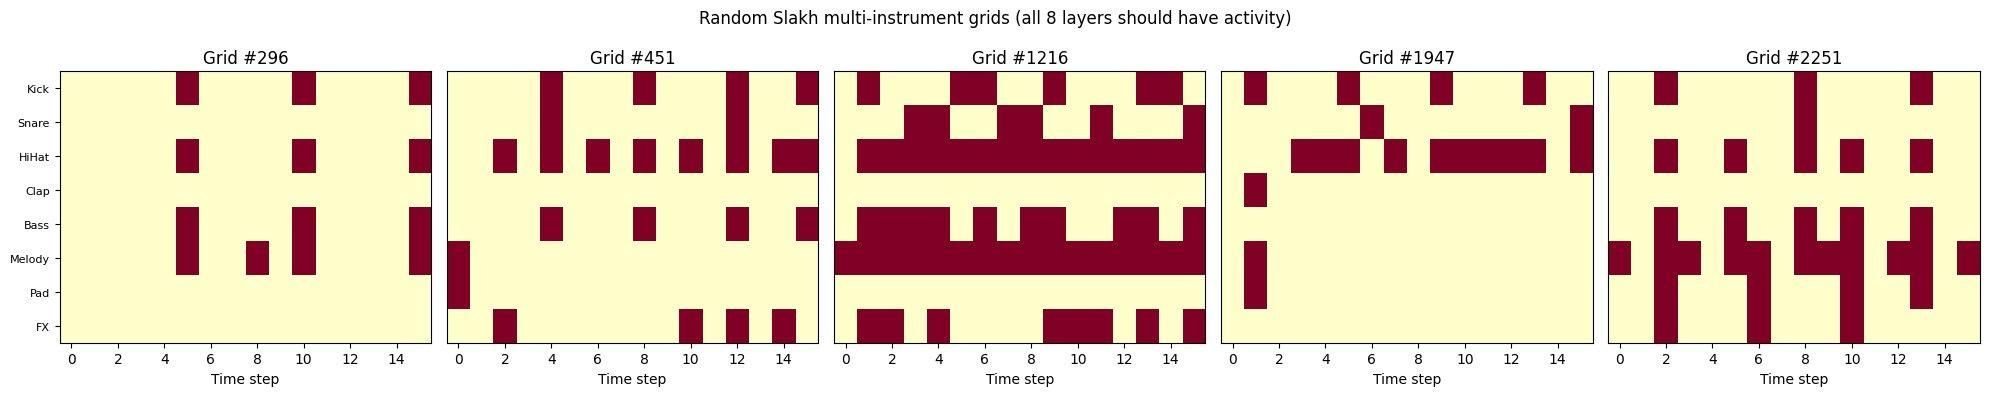 Random Slakh multi-instrument grids (all 8 layers should have activity)
Grid #296
Grid #451
Grid #1216
Grid #1947
Grid #2251
Kick
Snare
HiHat
Clap
Bass
Melody
Pad
FX
0 2 4 6 8 10 12 14
0 2 4 6 8 10 12 14
0 2 4 6 8 10 12 14
0 2 4 6 8 10 12 14
0 2 4 6 8 10 12 14
Time step
Time step
Time step
Time step
Time step